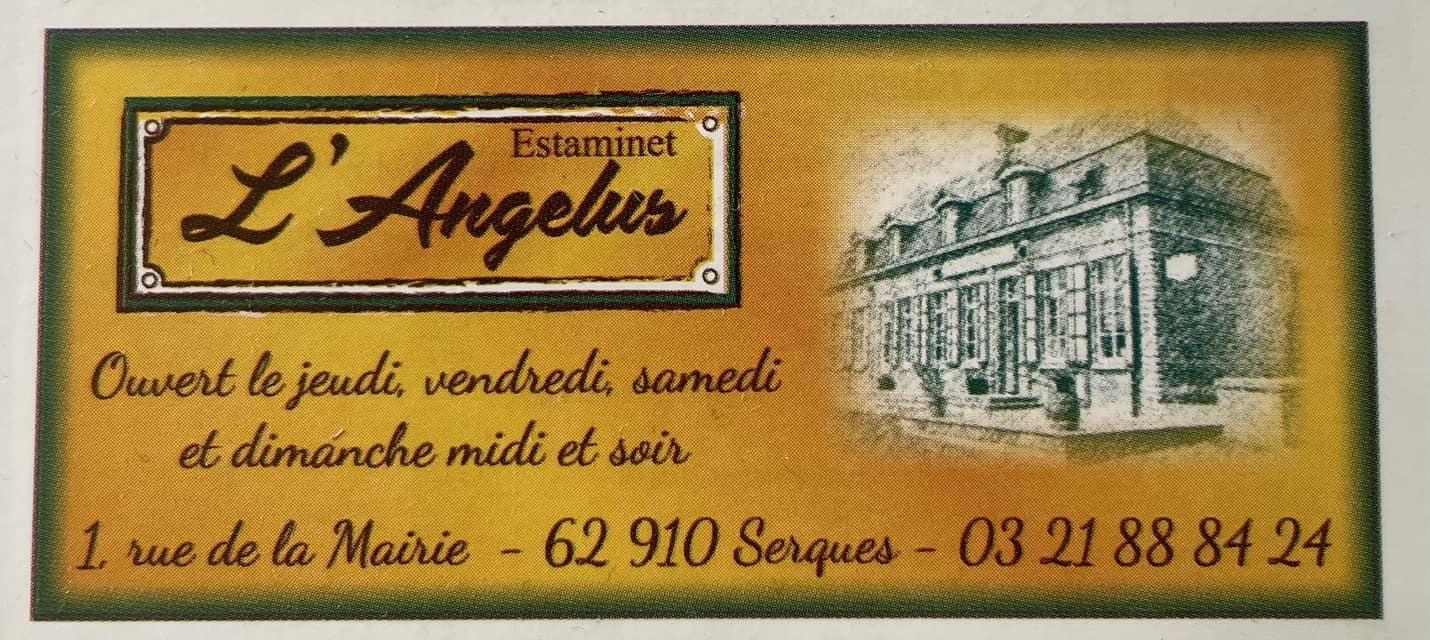 Estaminet
L'Angelus
Ouvert le jeudi, vendredi, samedi
et dimanche midi et soir
1, rue de la Mairie - 62 910 Serques - 03 21 88 84 24